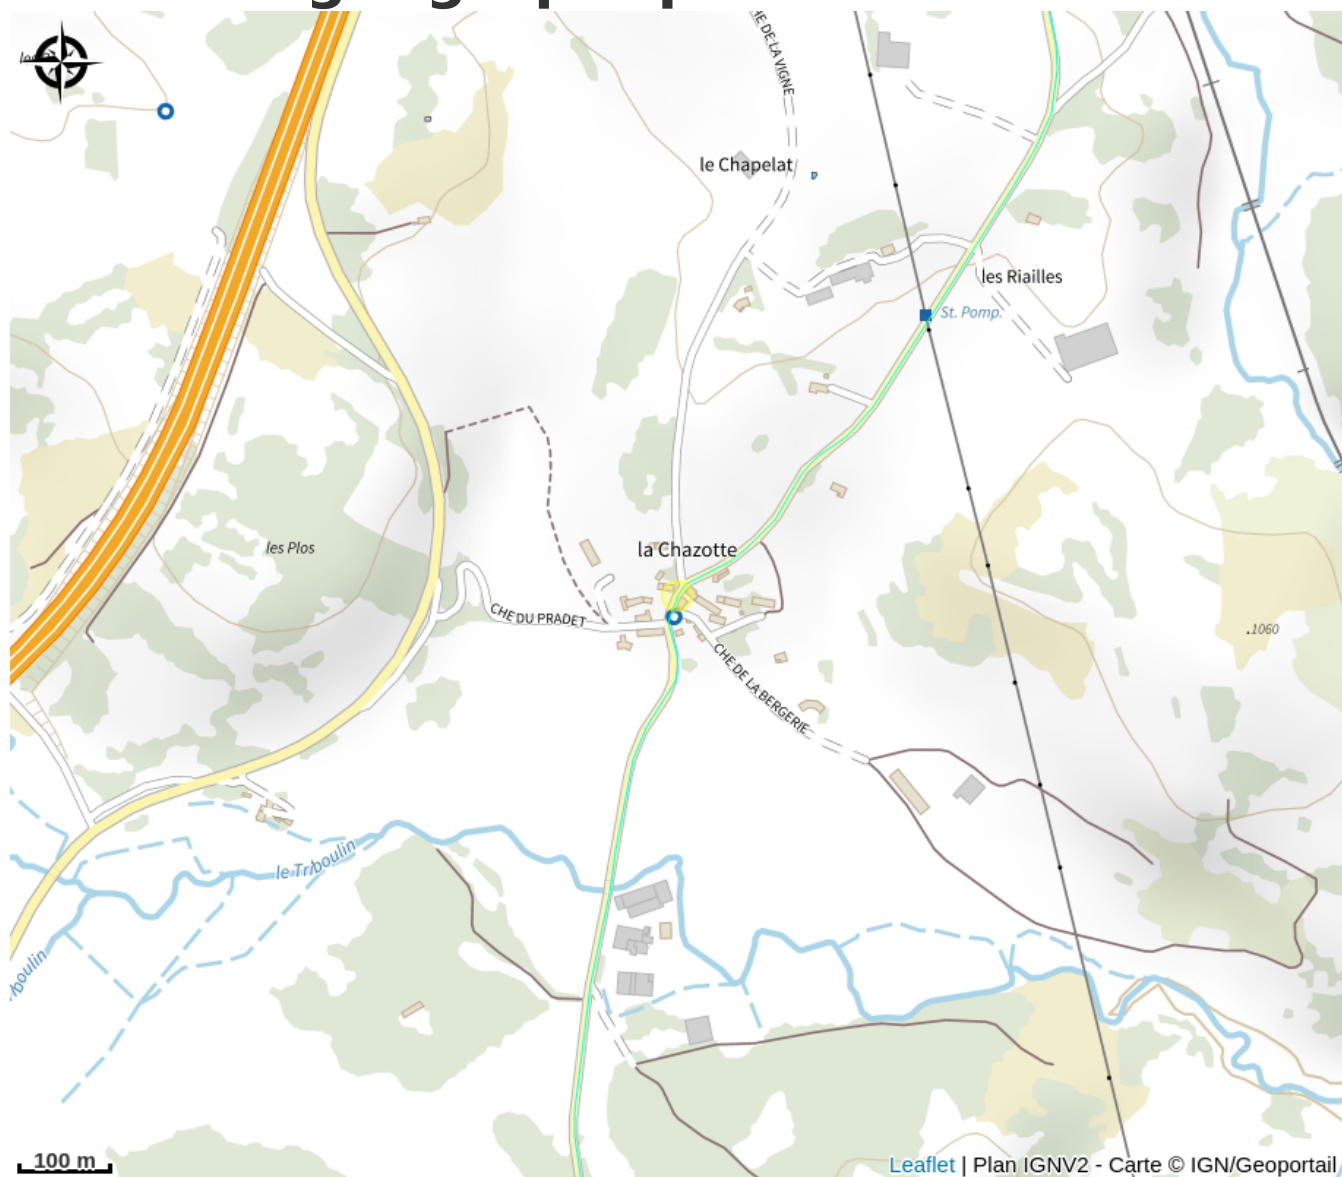 CHE DE LA VIGNE
le Chapelat
les Riailles
St. Pomp.
la Chazotte
les Plos
CHE DU PRADET
CHE DE LA BERGERIE
.1060
le Triboulin
100 m
Leaflet | Plan IGNV2 - Carte © IGN/Geoportail